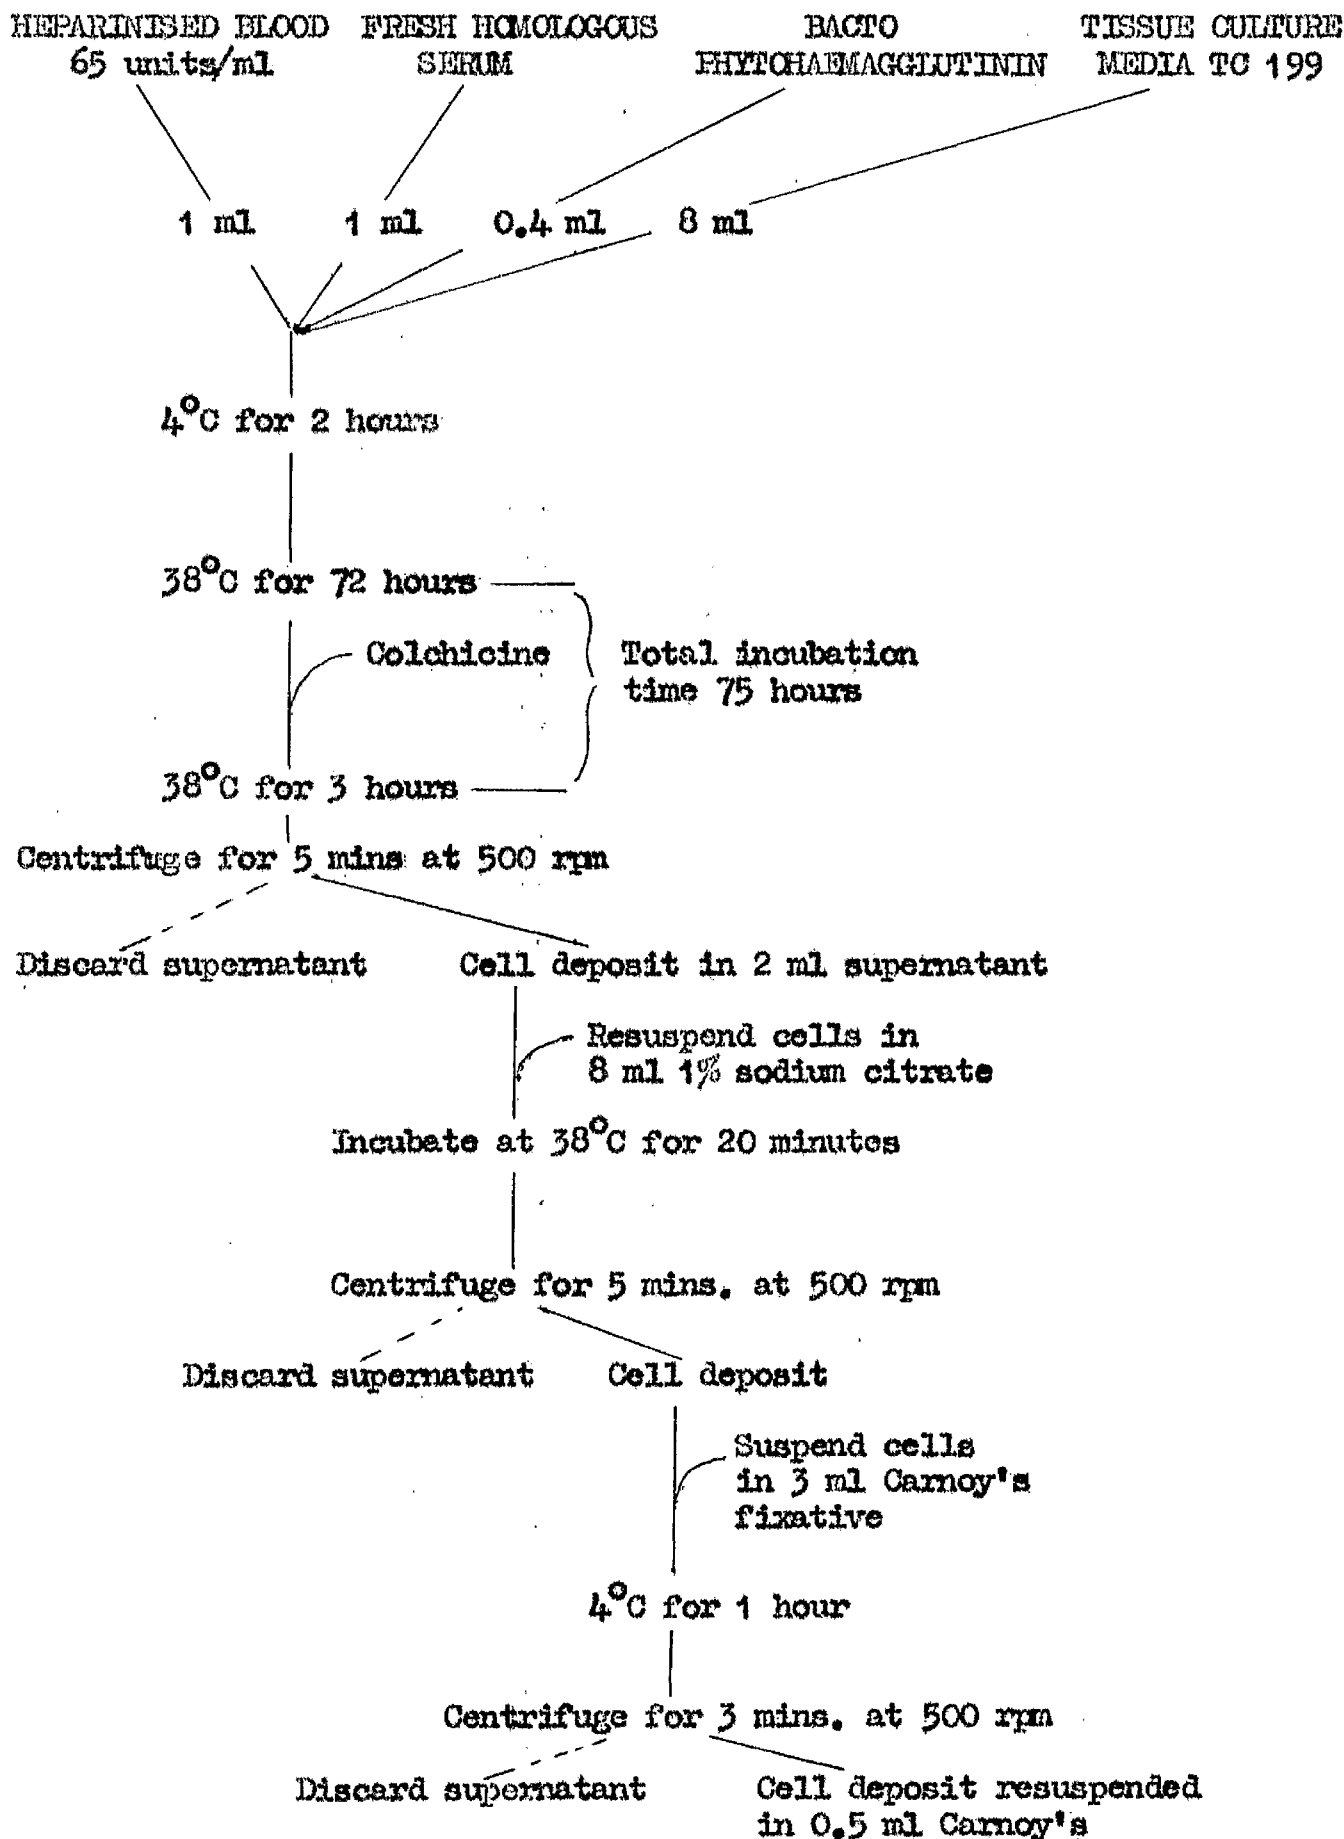 HEPARINISED BLOOD FRESH HOMOLOGOUS BACTO TISSUE CULTURE
65 units/ml SERUM PHYTOHAEMAGGLUTININ MEDIA TC 199
1 ml 1 ml 0.4 ml 8 ml
4°C for 2 hours
38°C for 72 hours
Colchicine Total incubation
time 75 hours
38°C for 3 hours
Centrifuge for 5 mins at 500 rpm
Discard supernatant Cell deposit in 2 ml supernatant
Resuspend cells in
8 ml 1% sodium citrate
Incubate at 38°C for 20 minutes
Centrifuge for 5 mins. at 500 rpm
Discard supernatant Cell deposit
Suspend cells
in 3 ml Carnoy's
fixative
4°C for 1 hour
Centrifuge for 3 mins. at 500 rpm
Discard supernatant Cell deposit resuspended
in 0.5 ml Carnoy's